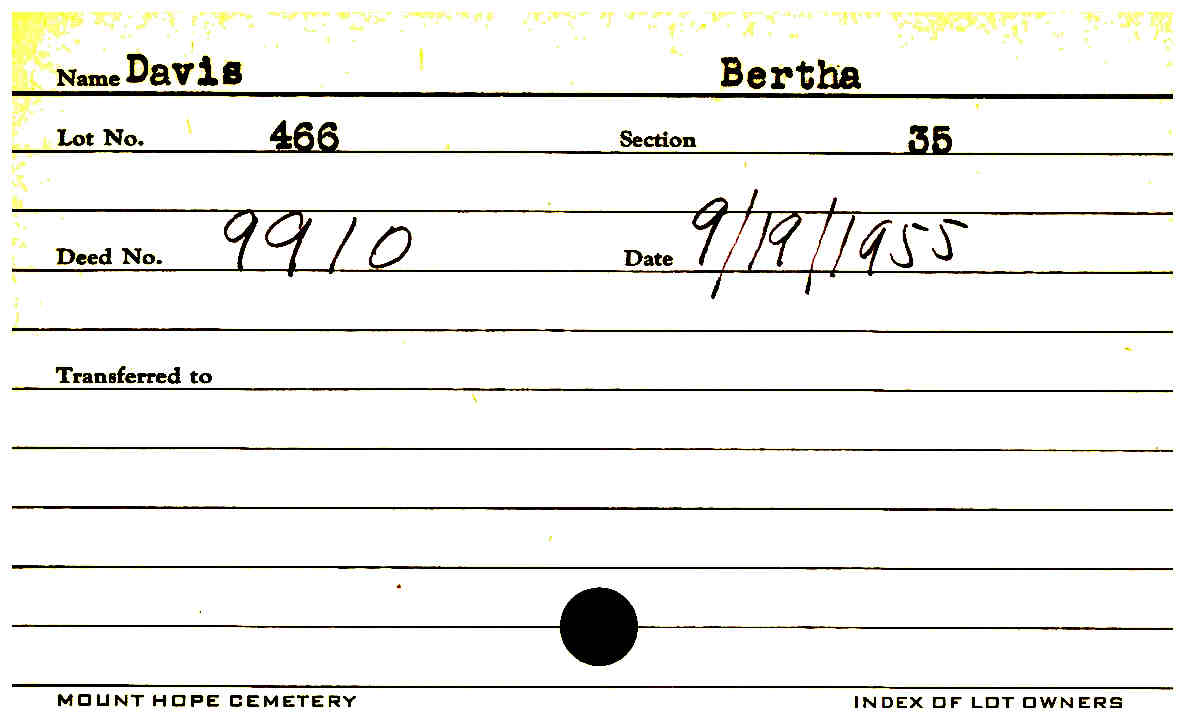 Name Davis Bertha
Lot No. 466 Section 35
Deed No. 9910 Date 9/19/1955
Transferred to
MOUNT HOPE CEMETERY INDEX OF LOT OWNERS